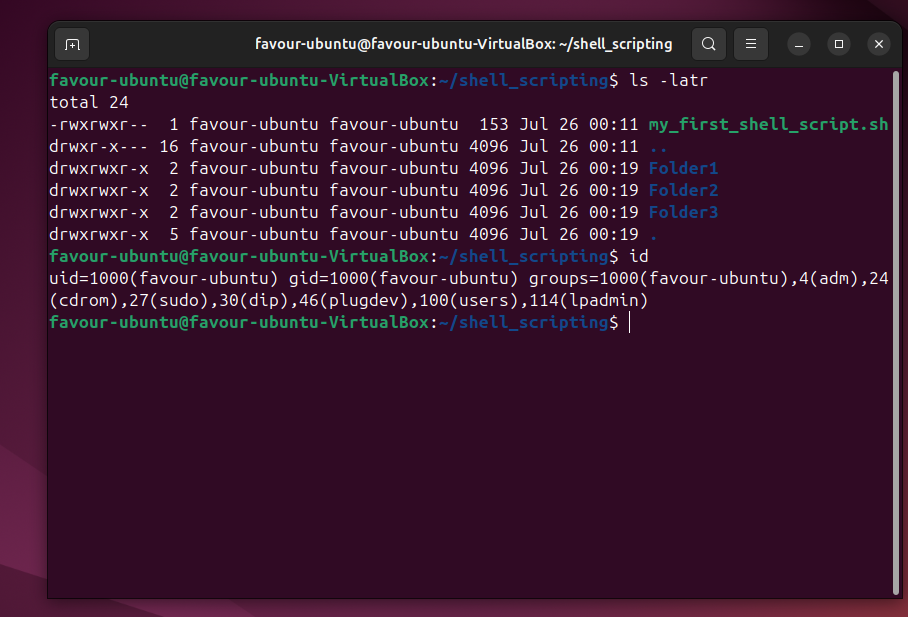 favour-ubuntu@favour-ubuntu-VirtualBox: ~/shell_scripting
favour-ubuntu@favour-ubuntu-VirtualBox:~/shell_scripting$ ls -latr
total 24
-rwxrwxr--  1 favour-ubuntu favour-ubuntu  153 Jul 26 00:11 my_first_shell_script.sh
drwxr-x--- 16 favour-ubuntu favour-ubuntu 4096 Jul 26 00:11 ..
drwxrwxr-x  2 favour-ubuntu favour-ubuntu 4096 Jul 26 00:19 Folder1
drwxrwxr-x  2 favour-ubuntu favour-ubuntu 4096 Jul 26 00:19 Folder2
drwxrwxr-x  2 favour-ubuntu favour-ubuntu 4096 Jul 26 00:19 Folder3
drwxrwxr-x  5 favour-ubuntu favour-ubuntu 4096 Jul 26 00:19 .
favour-ubuntu@favour-ubuntu-VirtualBox:~/shell_scripting$ id
uid=1000(favour-ubuntu) gid=1000(favour-ubuntu) groups=1000(favour-ubuntu),4(adm),24
(cdrom),27(sudo),30(dip),46(plugdev),100(users),114(lpadmin)
favour-ubuntu@favour-ubuntu-VirtualBox:~/shell_scripting$